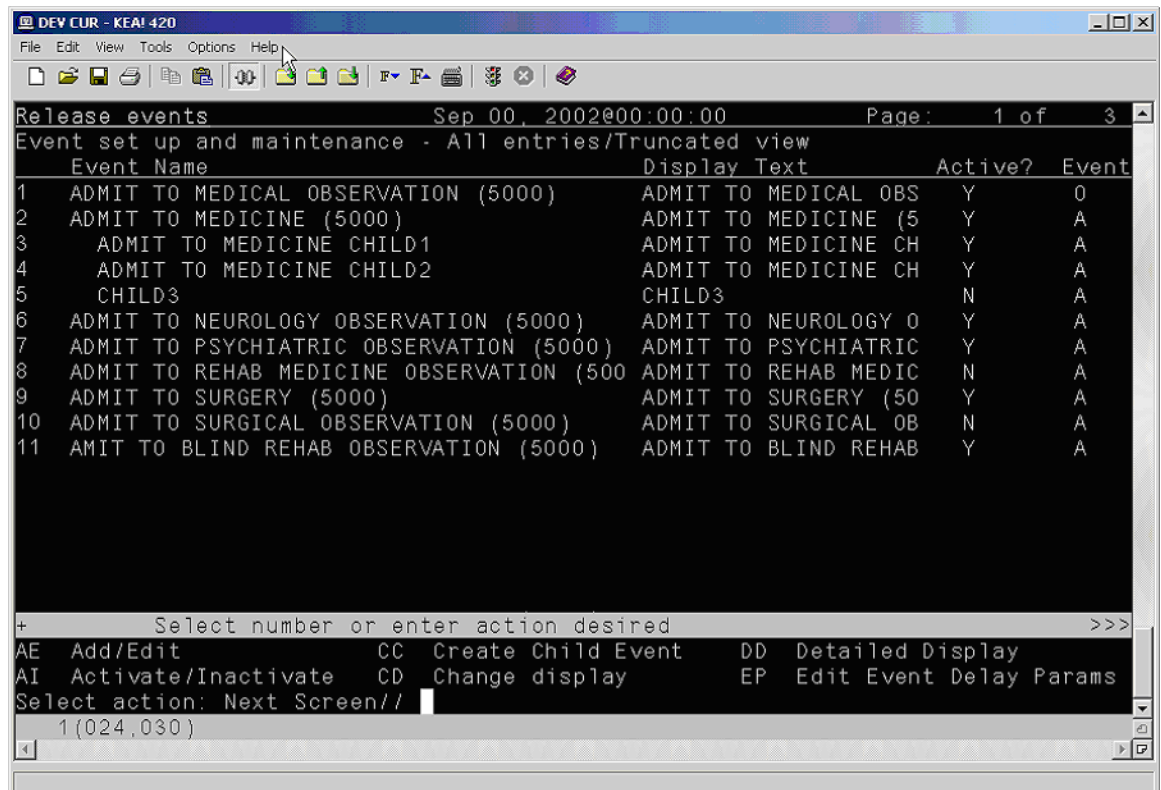 DEV CUR - KEA! 420
File Edit View Tools Options Help
Release events Sep 00, 2002@00:00:00 Page: 1 of 3
Event set up and maintenance - All entries/Truncated view
Event Name Display Text Active? Event
1 ADMIT TO MEDICAL OBSERVATION (5000) ADMIT TO MEDICAL OBS Y O
2 ADMIT TO MEDICINE (5000) ADMIT TO MEDICINE (5 Y A
3 ADMIT TO MEDICINE CHILD1 ADMIT TO MEDICINE CH Y A
4 ADMIT TO MEDICINE CHILD2 ADMIT TO MEDICINE CH Y A
5 CHILD3 CHILD3 N A
6 ADMIT TO NEUROLOGY OBSERVATION (5000) ADMIT TO NEUROLOGY O Y A
7 ADMIT TO PSYCHIATRIC OBSERVATION (5000) ADMIT TO PSYCHIATRIC Y A
8 ADMIT TO REHAB MEDICINE OBSERVATION (500 ADMIT TO REHAB MEDIC N A
9 ADMIT TO SURGERY (5000) ADMIT TO SURGERY (50 Y A
10 ADMIT TO SURGICAL OBSERVATION (5000) ADMIT TO SURGICAL OB N A
11 AMIT TO BLIND REHAB OBSERVATION (5000) ADMIT TO BLIND REHAB Y A
+ Select number or enter action desired >>>
AE Add/Edit CC Create Child Event DD Detailed Display
AI Activate/Inactivate CD Change display EP Edit Event Delay Params
Select action: Next Screen//
1(024,030)